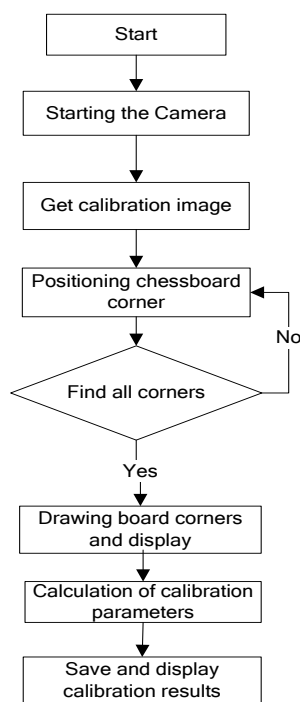 Start
Starting the Camera
Get calibration image
Positioning chessboard
corner
No
Find all corners
Yes
Drawing board corners
and display
Calculation of calibration
parameters
Save and display
calibration results